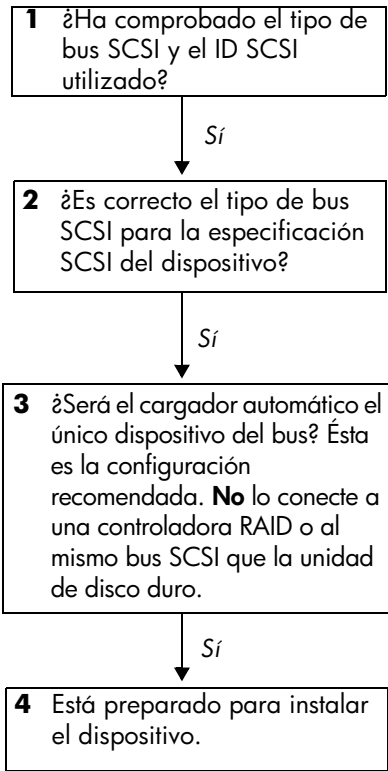 1 ¿Ha comprobado el tipo de
bus SCSI y el ID SCSI
utilizado?
Sí
2 ¿Es correcto el tipo de bus
SCSI para la especificación
SCSI del dispositivo?
Sí
3 ¿Será el cargador automático el
único dispositivo del bus? Ésta
es la configuración
recomendada. No lo conecte a
una controladora RAID o al
mismo bus SCSI que la unidad
de disco duro.
Sí
4 Está preparado para instalar
el dispositivo.